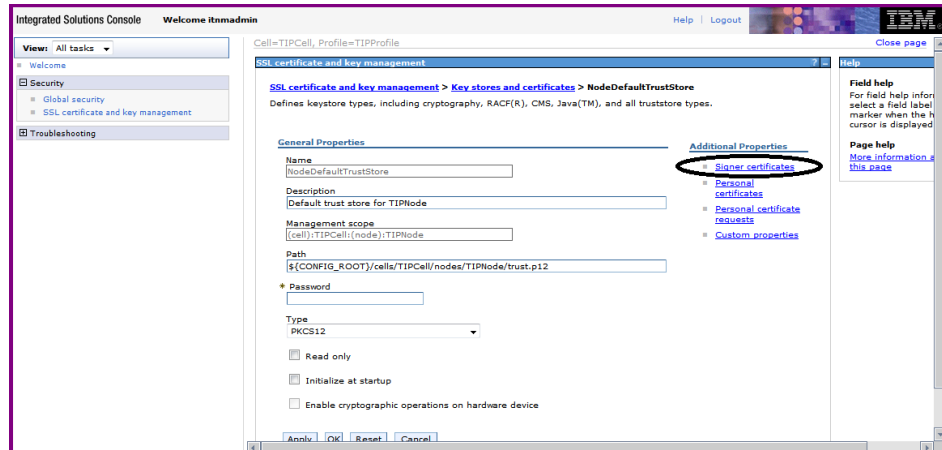 Integrated Solutions Console Welcome itnmadmin Help | Logout IBM.
View: All tasks
Cell=TIPCell, Profile=TIPProfile Close page
Welcome
SSL certificate and key management ? - Help
Security
Global security
SSL certificate and key management
Troubleshooting
SSL certificate and key management > Key stores and certificates > NodeDefaultTrustStore
Defines keystore types, including cryptography, RACF(R), CMS, Java(TM), and all truststore types.
General Properties
Name
NodeDefaultTrustStore
Description
Default trust store for TIPNode
Management scope
(cell):TIPCell:(node):TIPNode
Path
${CONFIG_ROOT}/cells/TIPCell/nodes/TIPNode/trust.p12
* Password
Type
PKCS12
Read only
Initialize at startup
Enable cryptographic operations on hardware device
Apply OK Reset Cancel
Additional Properties
Signer certificates
Personal
certificates
Personal certificate
requests
Custom properties
Field help
For field help infor
select a field label
marker when the h
cursor is displayed
Page help
More information a
this page